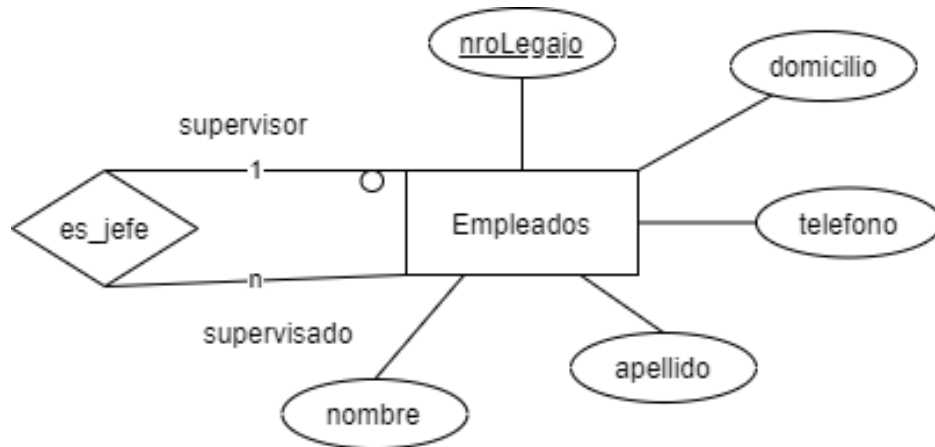 nroLegajo
domicilio
supervisor
1
es_jefe
Empleados
telefono
n
supervisado
apellido
nombre